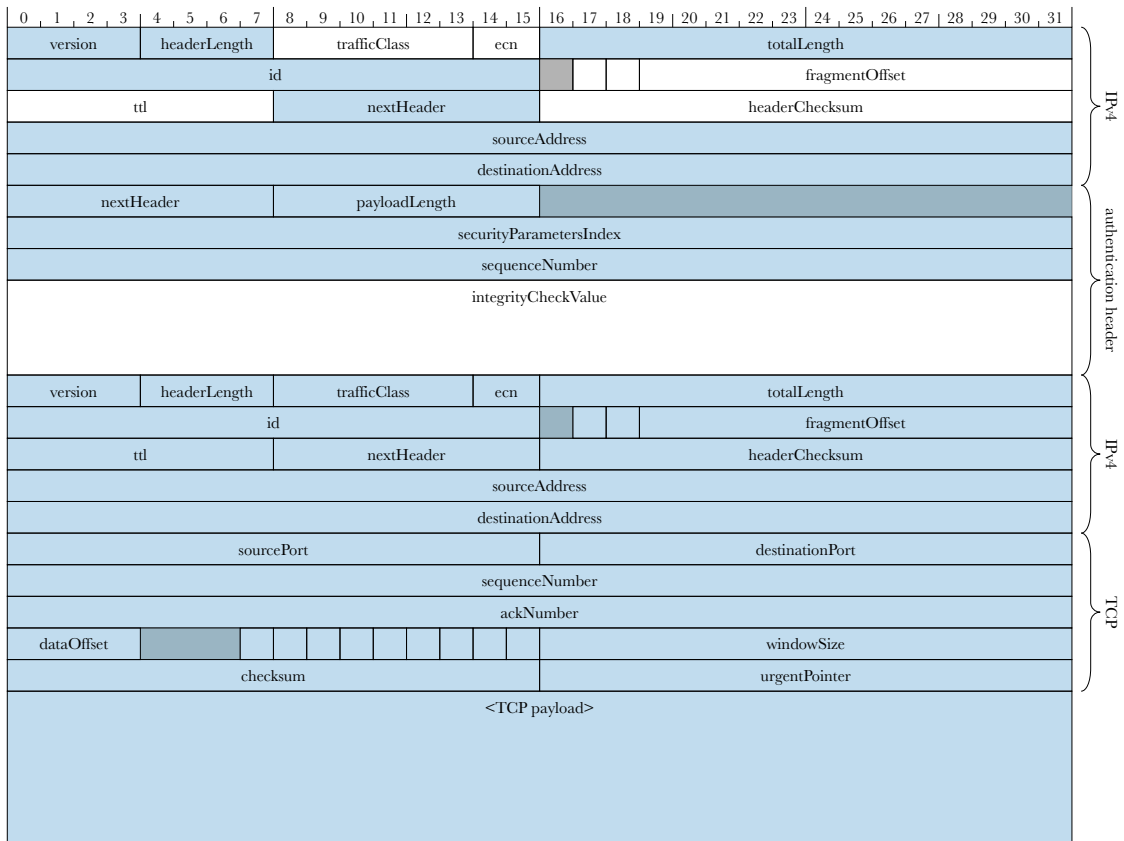 0 1 2 3 4 5 6 7 8 9 10 11 12 13 14 15 16 17 18 19 20 21 22 23 24 25 26 27 28 29 30 31
version headerLength trafficClass ecn totalLength
id fragmentOffset
ttl nextHeader headerChecksum
sourceAddress
destinationAddress
IPv4
nextHeader payloadLength
securityParametersIndex
sequenceNumber
integrityCheckValue
authentication header
version headerLength trafficClass ecn totalLength
id fragmentOffset
ttl nextHeader headerChecksum
sourceAddress
destinationAddress
IPv4
sourcePort destinationPort
sequenceNumber
ackNumber
dataOffset windowSize
checksum urgentPointer
TCP
<TCP payload>